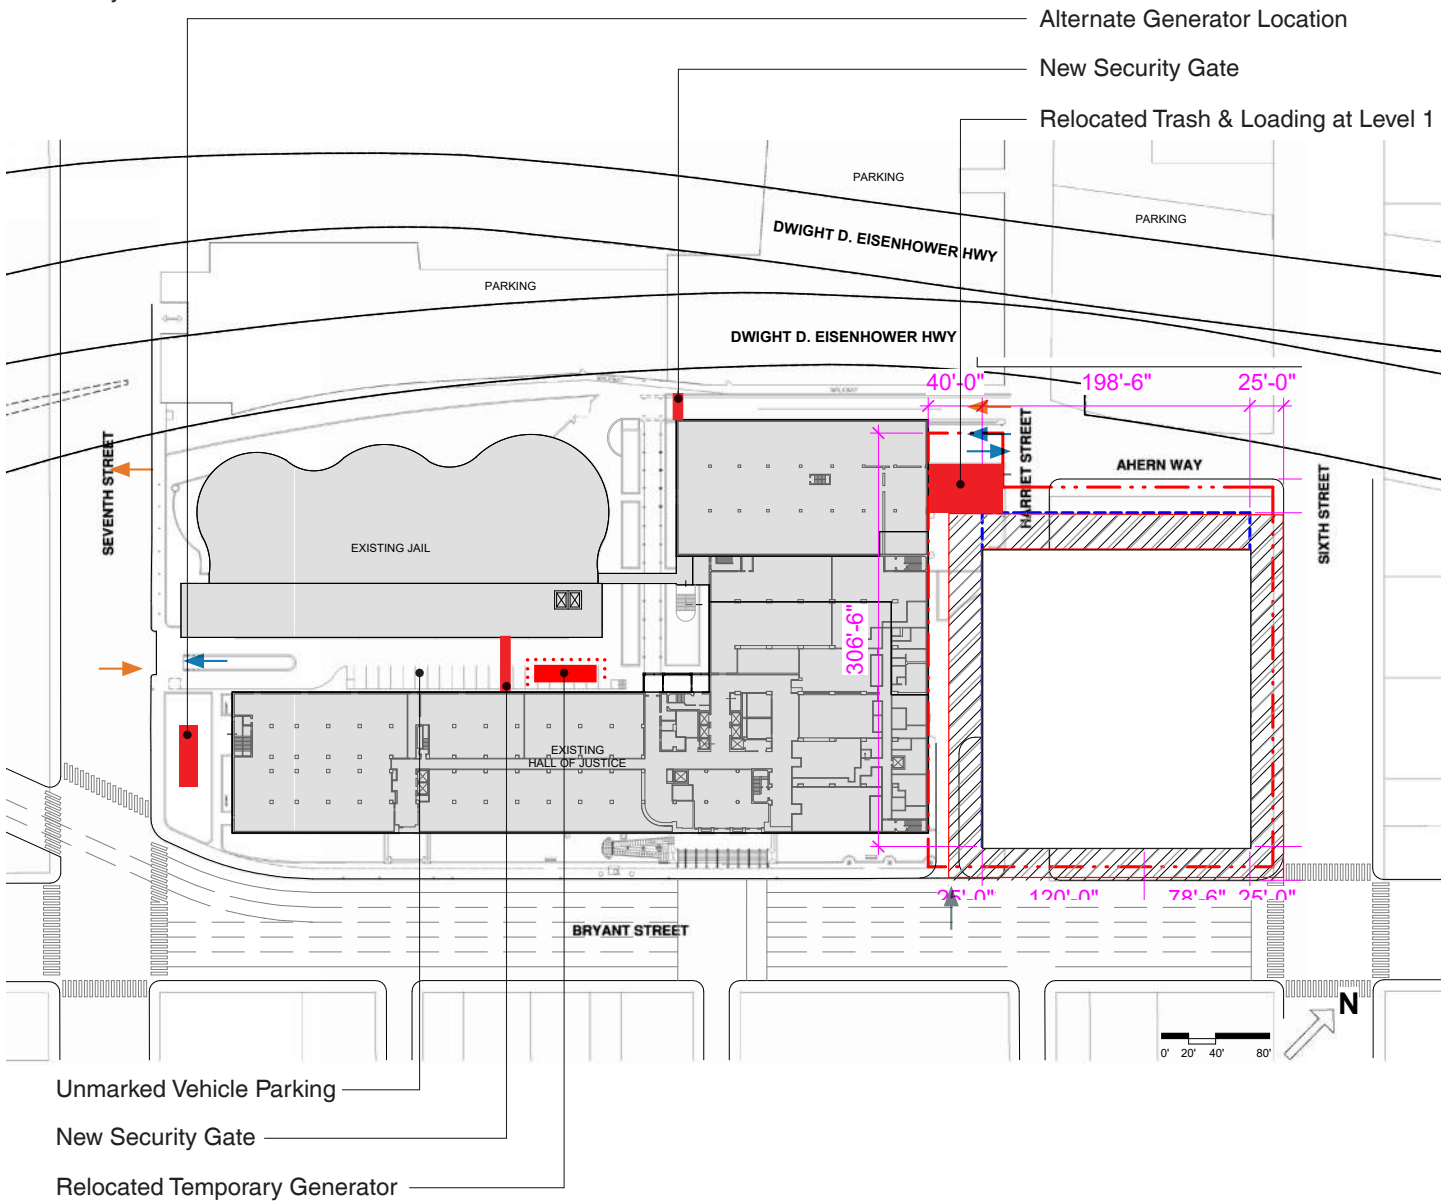 Alternate Generator Location
New Security Gate
Relocated Trash & Loading at Level 1
PARKING
PARKING
DWIGHT D. EISENHOWER HWY
PARKING
DWIGHT D. EISENHOWER HWY
40'-0"
198'-6"
25'-0"
WALKWAY
SEVENTH STREET
HARRIET STREET
AHERN WAY
SIXTH STREET
EXISTING JAIL
306'-6"
EXISTING
HALL OF JUSTICE
25'-0"
120'-0"
78'-6"
25'-0"
BRYANT STREET
N
0' 20' 40' 80'
Unmarked Vehicle Parking
New Security Gate
Relocated Temporary Generator